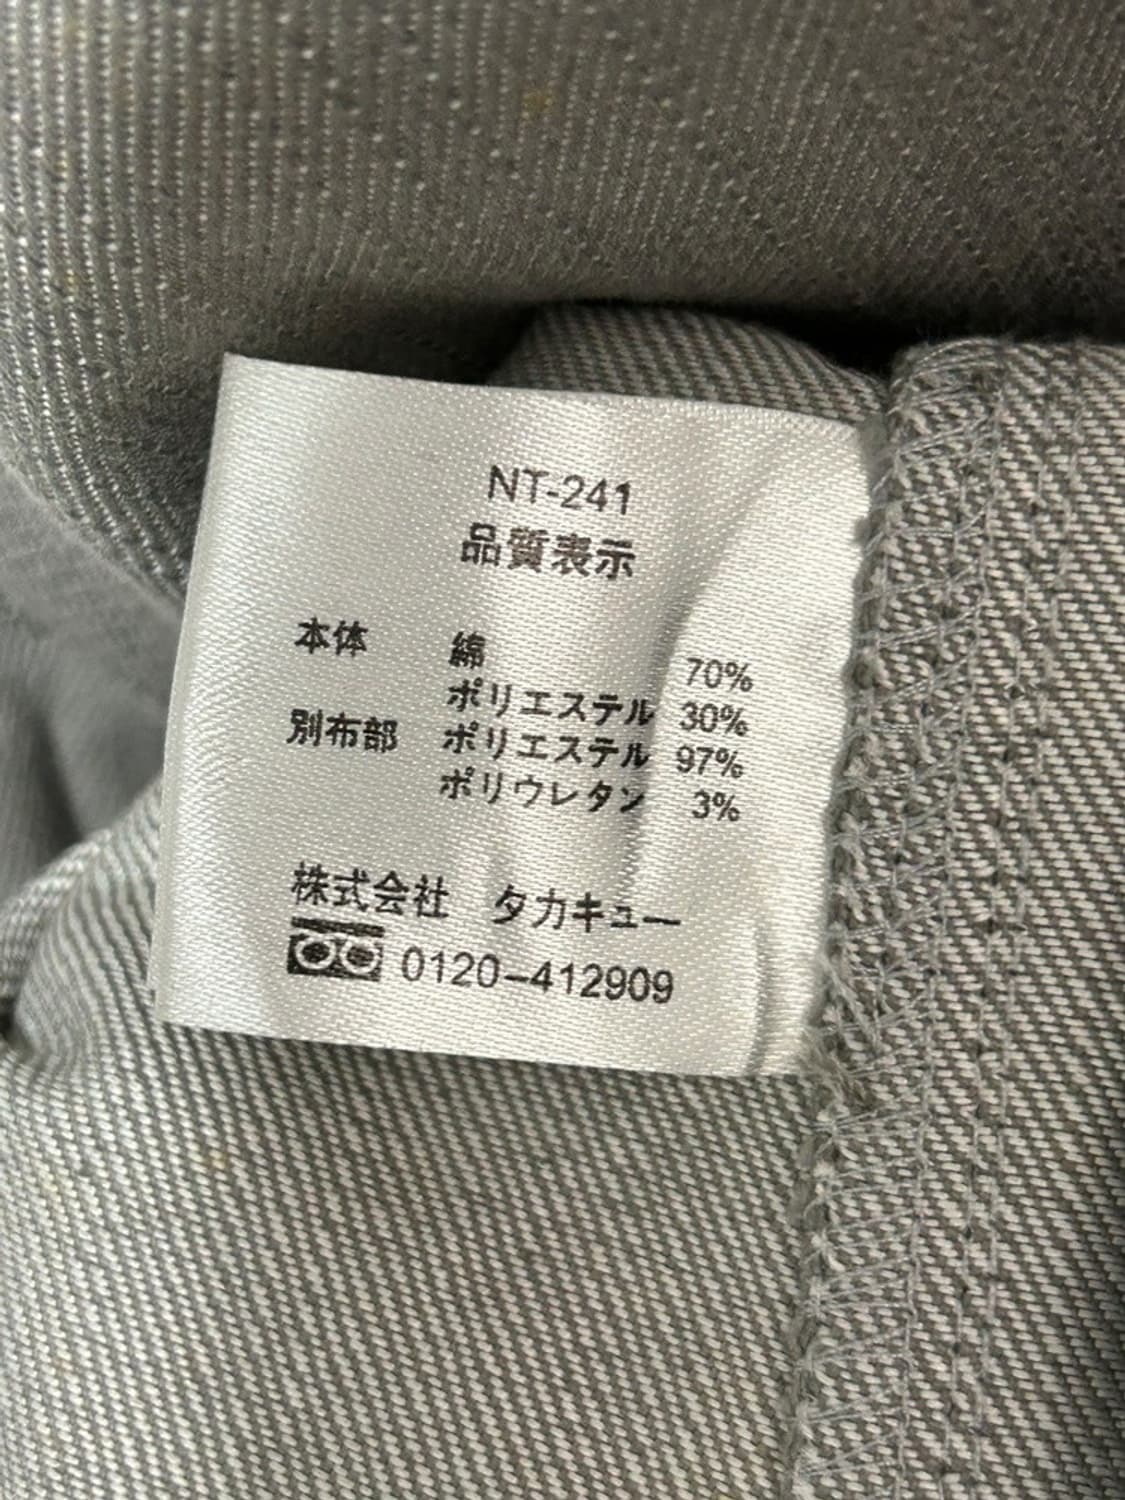 NT-241
品質表示
本体 綿 70%
ポリエステル 30%
別布部 ポリエステル 97%
ポリウレタン 3%
株式会社 タカキュー
0120-412909